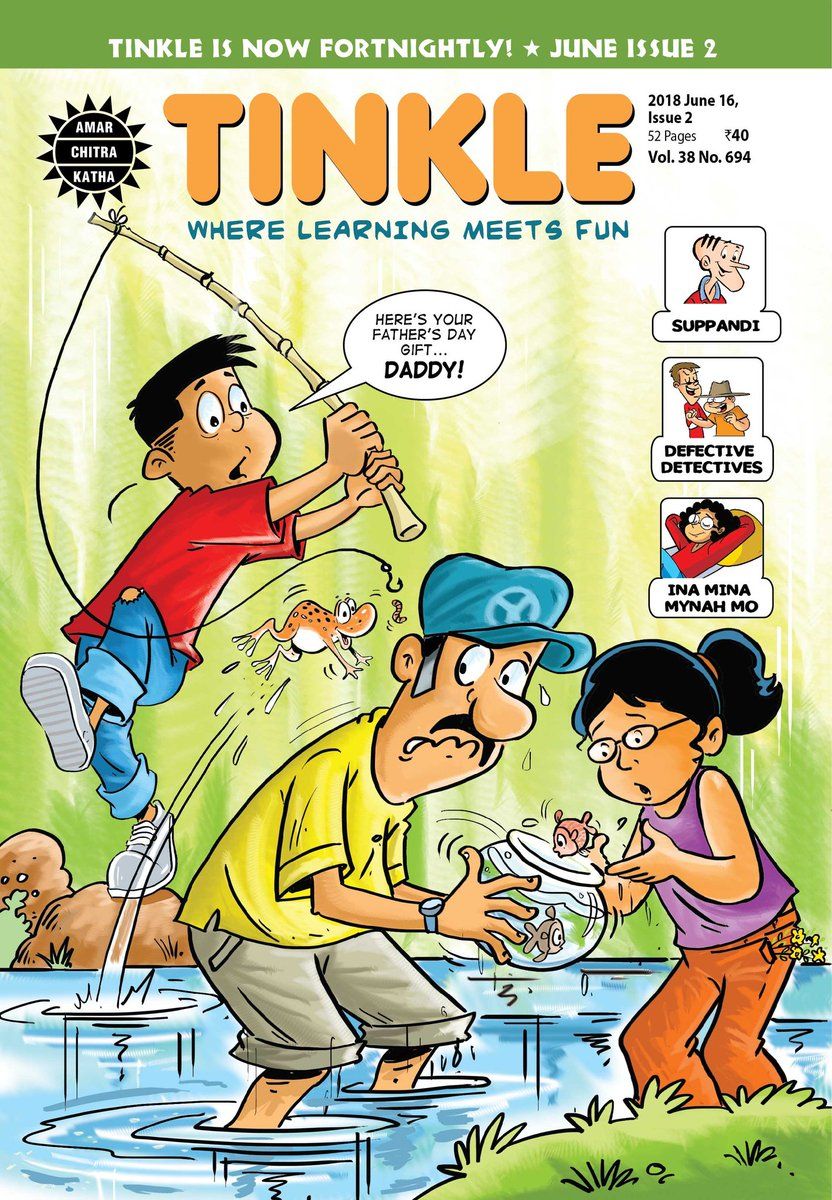 TINKLE IS NOW FORTNIGHTLY! ★ JUNE ISSUE 2
AMAR
CHITRA
KATHA
TINKLE
WHERE LEARNING MEETS FUN
2018 June 16,
Issue 2
52 Pages ₹40
Vol. 38 No. 694
HERE'S YOUR
FATHER'S DAY
GIFT...
DADDY!
SUPPANDI
DEFECTIVE
DETECTIVES
INA MINA
MYNAH MO